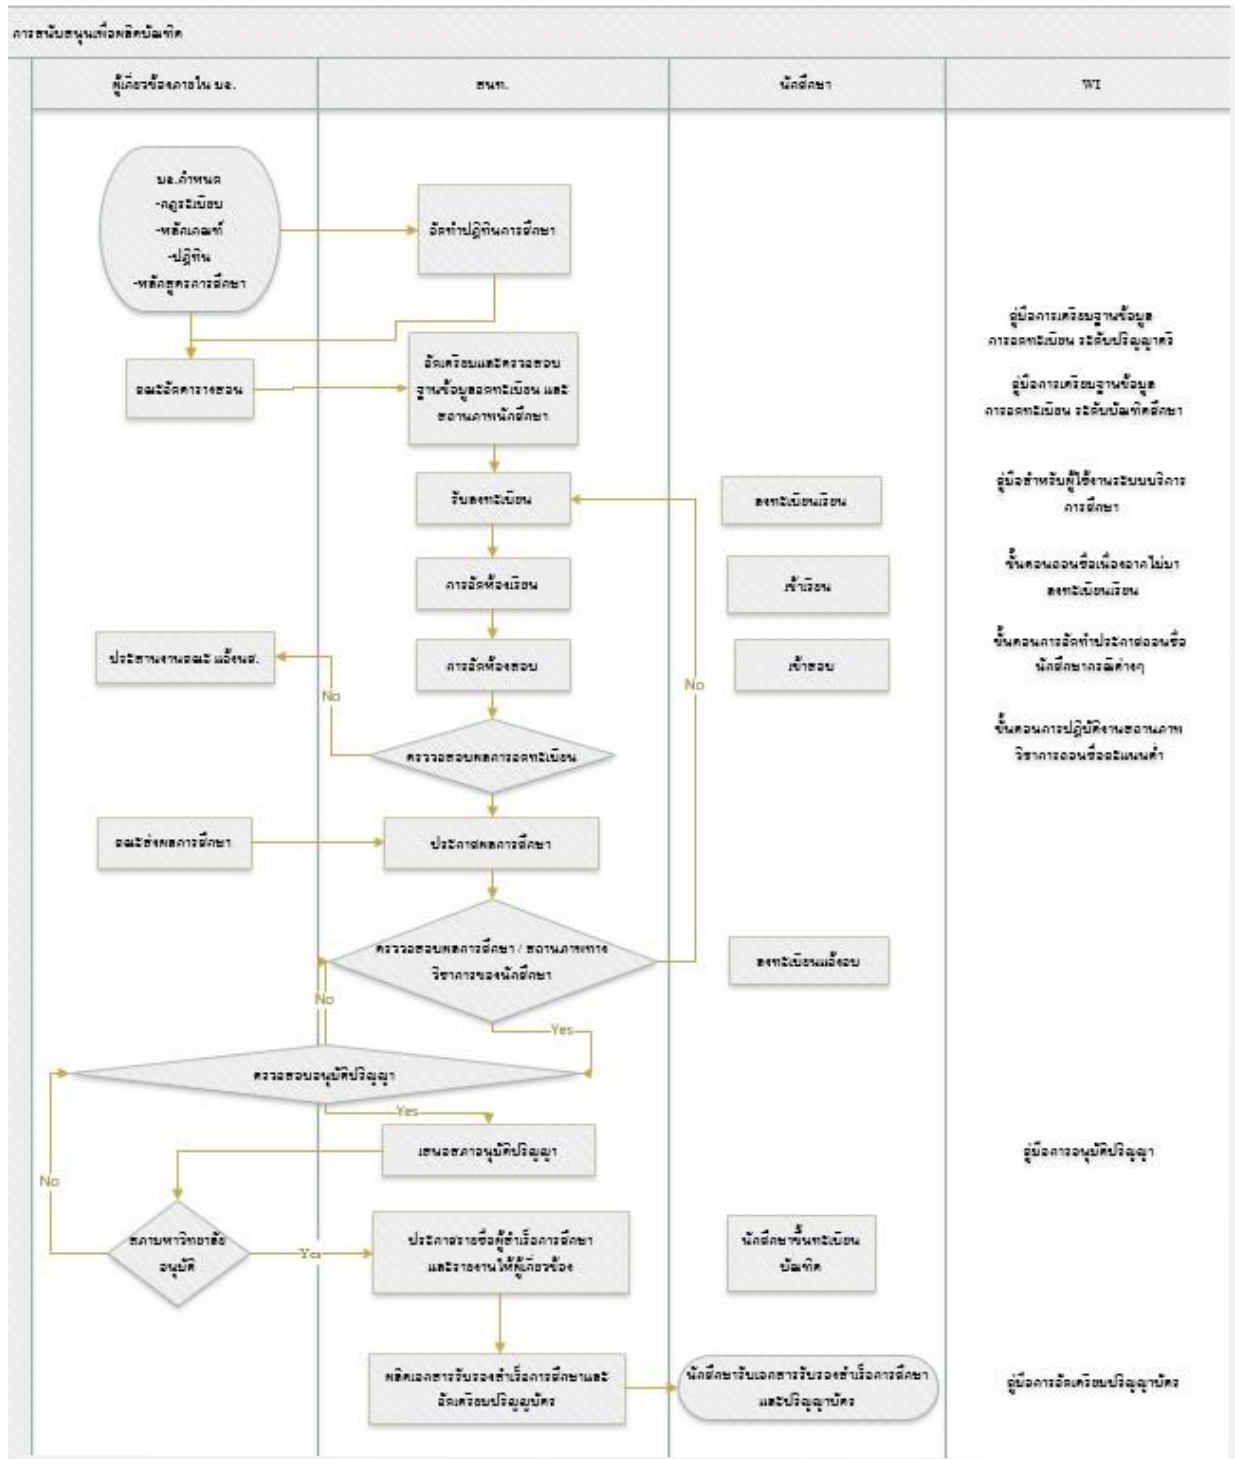 การสนับสนุนเพื่อผลิตบัณฑิต
ผู้เกี่ยวข้องภายใน มจ.
สนท.
นักศึกษา
WI
มจ.กำหนด
-กฎระเบียบ
-หลักเกณฑ์
-ปฏิทิน
-หลักสูตรการศึกษา
จัดทำปฏิทินการศึกษา
คู่มือการเตรียมฐานข้อมูล
การจดทะเบียน ระดับปริญญาตรี
คณะจัดตารางสอน
จัดเตรียมและตรวจสอบ
ฐานข้อมูลจดทะเบียน และ
สถานภาพนักศึกษา
คู่มือการเตรียมฐานข้อมูล
การจดทะเบียน ระดับบัณฑิตศึกษา
รับลงทะเบียน
ลงทะเบียนเรียน
คู่มือสำหรับผู้ใช้งานระบบบริการ
การศึกษา
การจัดห้องเรียน
เข้าเรียน
ขั้นตอนถอนชื่อเนื่องจากไม่มา
ลงทะเบียนเรียน
ประสานงานคณะ แจ้งนศ.
การจัดห้องสอบ
เข้าสอบ
ขั้นตอนการจัดทำประกาศถอนชื่อ
นักศึกษากรณีต่างๆ
No
No
ตรวจสอบผลการจดทะเบียน
ขั้นตอนการปฏิบัติงานสถานภาพ
วิชาการถอนชื่อคะแนนต่ำ
คณะส่งผลการศึกษา
ประกาศผลการศึกษา
ตรวจสอบผลการศึกษา / สถานภาพทาง
วิชาการของนักศึกษา
ลงทะเบียนแจ้งจบ
No
Yes
ตรวจสอบอนุมัติปริญญา
Yes
เสนอสภาอนุมัติปริญญา
คู่มือการอนุมัติปริญญา
No
สภามหาวิทยาลัย
อนุมัติ
Yes
ประกาศรายชื่อผู้สำเร็จการศึกษา
และรายงานให้ผู้เกี่ยวข้อง
นักศึกษาขึ้นทะเบียน
บัณฑิต
ผลิตเอกสารรับรองสำเร็จการศึกษาและ
จัดเตรียมปริญญบัตร
นักศึกษารับเอกสารรับรองสำเร็จการศึกษา
และปริญญาบัตร
คู่มือการจัดเตรียมปริญญาบัตร